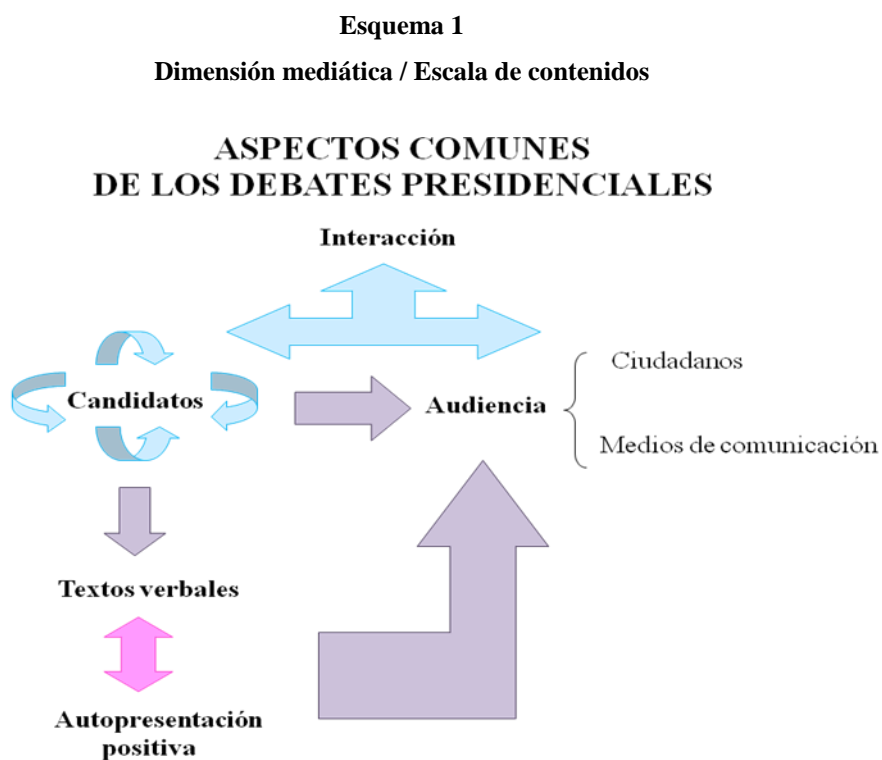 Esquema 1
Dimensión mediática / Escala de contenidos
ASPECTOS COMUNES
DE LOS DEBATES PRESIDENCIALES
Interacción
Candidatos
Audiencia
Ciudadanos
Medios de comunicación
Textos verbales
Autopresentación
positiva